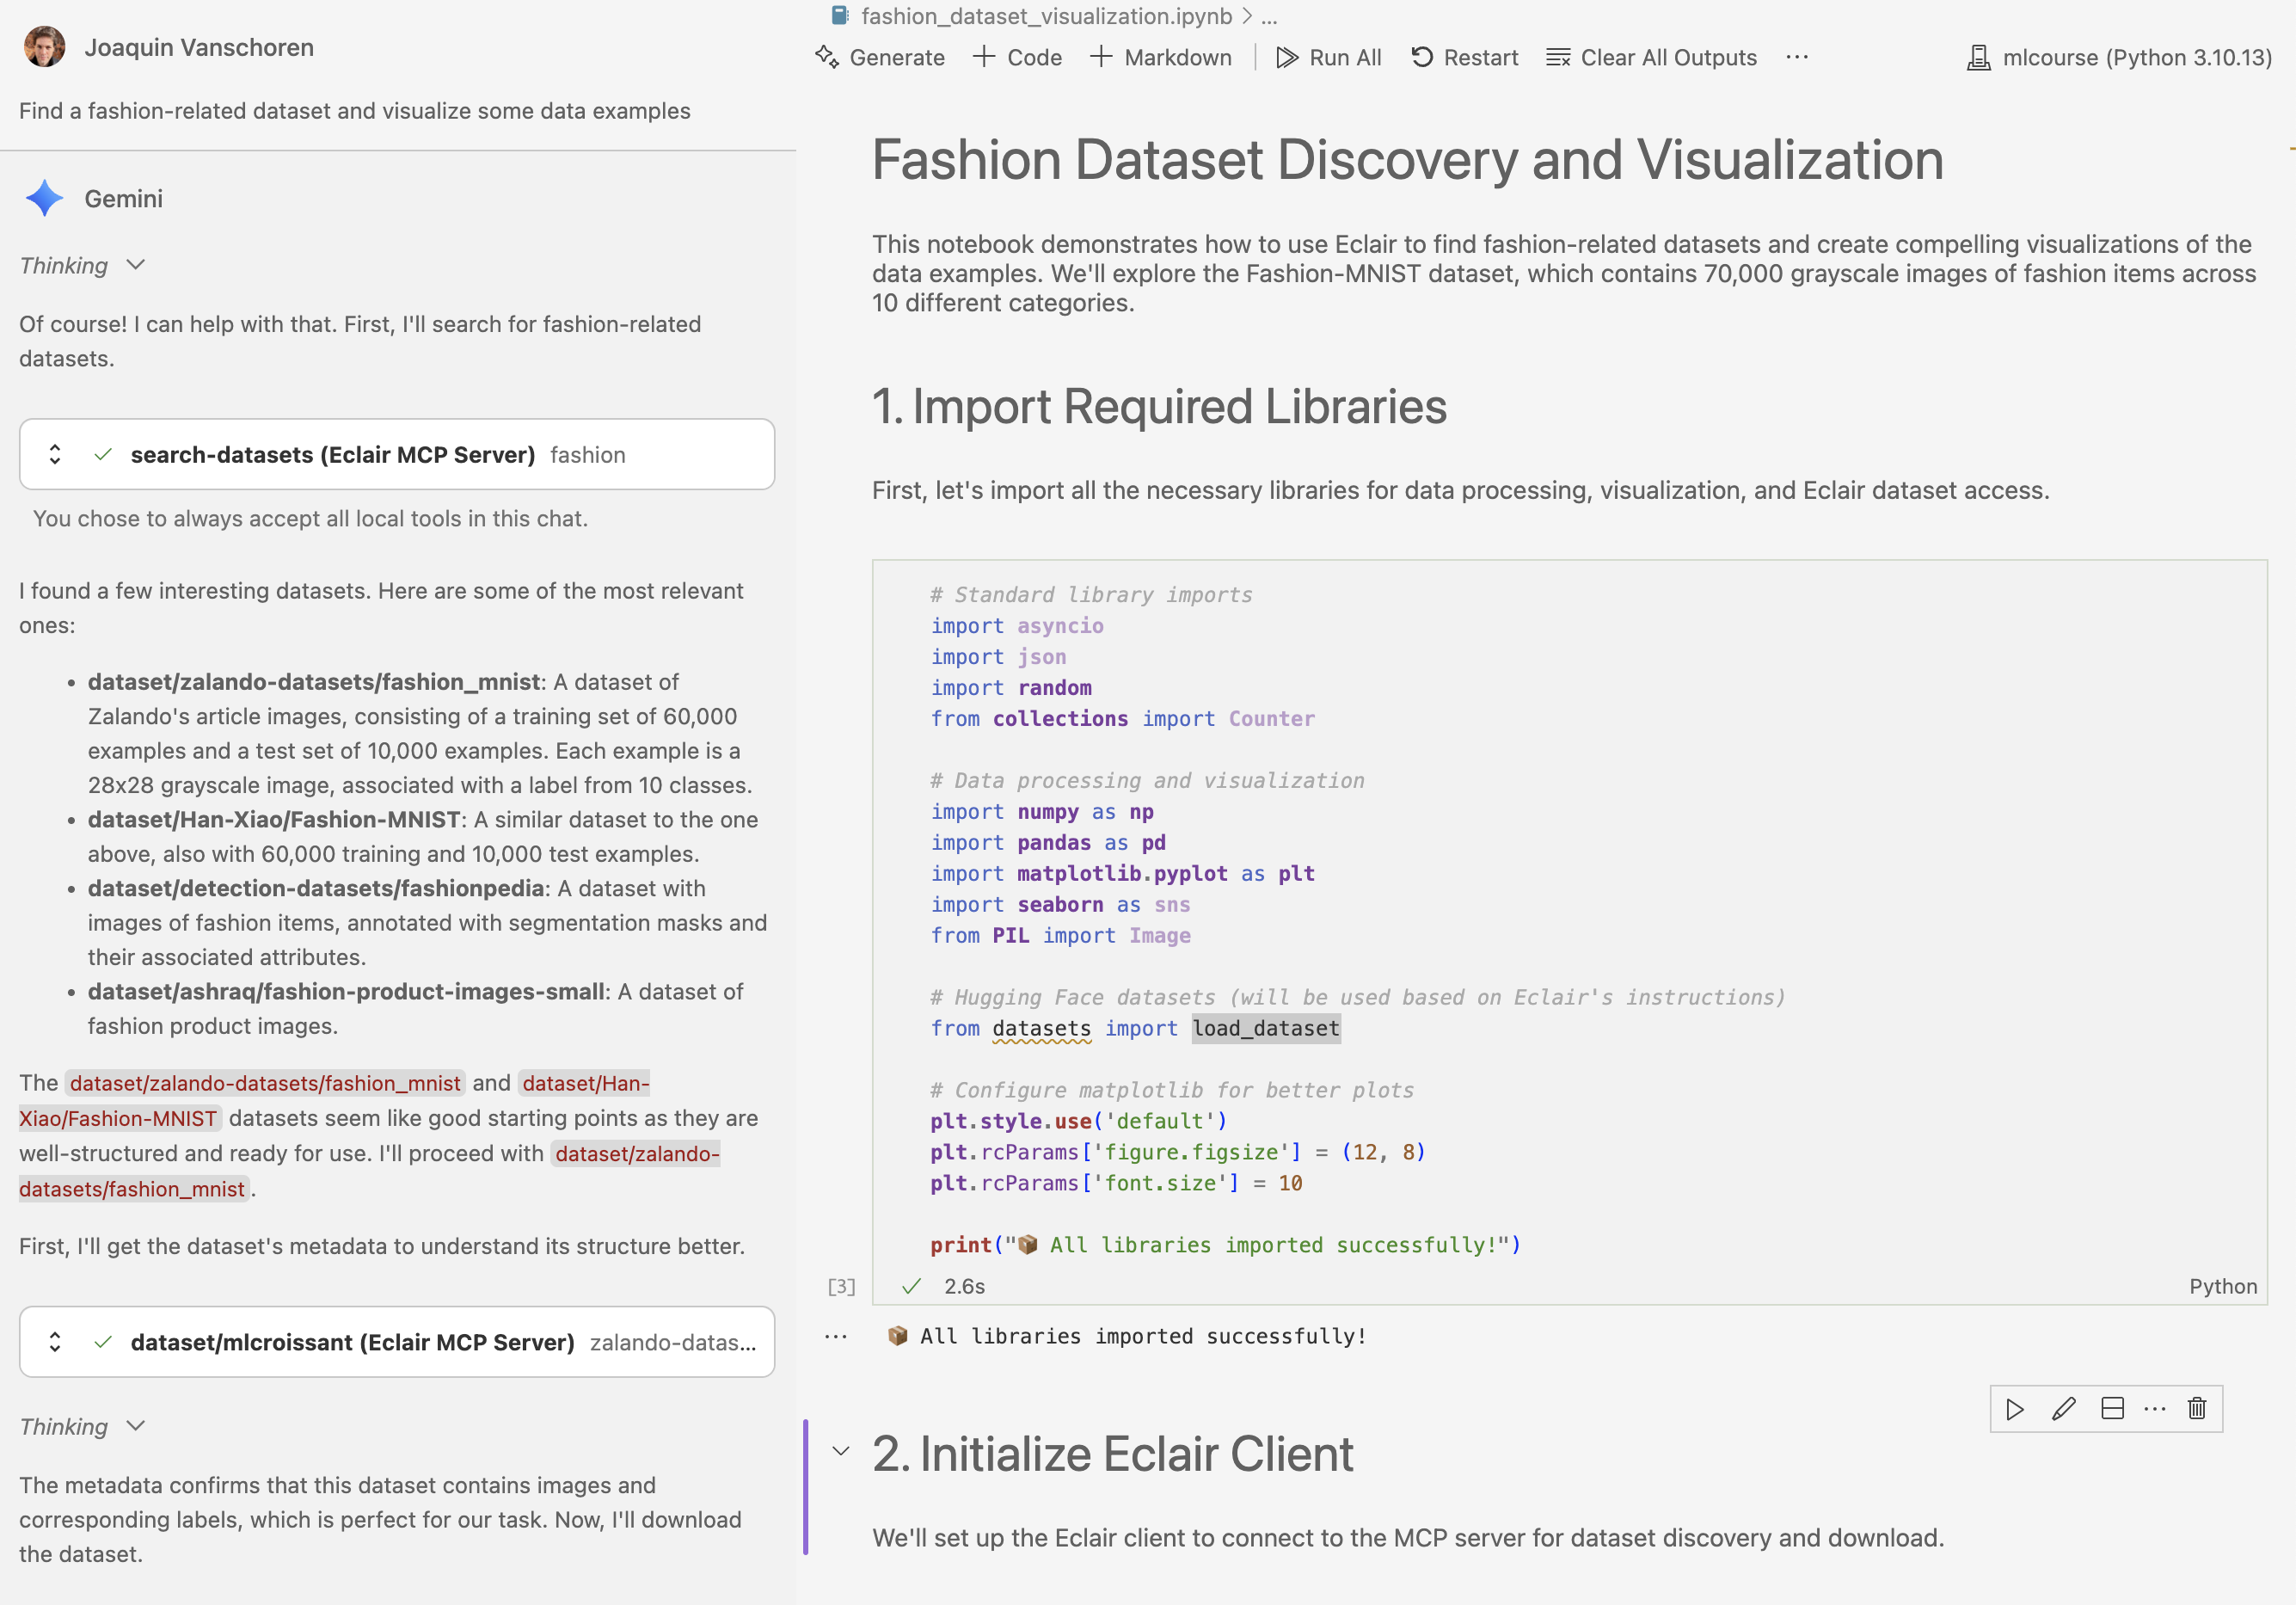 Joaquin Vanschoren
Find a fashion-related dataset and visualize some data examples
Gemini
Thinking
Of course! I can help with that. First, I'll search for fashion-related
datasets.
search-datasets (Eclair MCP Server) fashion
You chose to always accept all local tools in this chat.
I found a few interesting datasets. Here are some of the most relevant
ones:
• dataset/zalando-datasets/fashion_mnist: A dataset of
Zalando's article images, consisting of a training set of 60,000
examples and a test set of 10,000 examples. Each example is a
28x28 grayscale image, associated with a label from 10 classes.
• dataset/Han-Xiao/Fashion-MNIST: A similar dataset to the one
above, also with 60,000 training and 10,000 test examples.
• dataset/detection-datasets/fashionpedia: A dataset with
images of fashion items, annotated with segmentation masks and
their associated attributes.
• dataset/ashraq/fashion-product-images-small: A dataset of
fashion product images.
The dataset/zalando-datasets/fashion_mnist and dataset/Han-
Xiao/Fashion-MNIST datasets seem like good starting points as they are
well-structured and ready for use. I'll proceed with dataset/zalando-
datasets/fashion_mnist.
First, I'll get the dataset's metadata to understand its structure better.
dataset/mlcroissant (Eclair MCP Server) zalando-datas...
Thinking
The metadata confirms that this dataset contains images and
corresponding labels, which is perfect for our task. Now, I'll download
the dataset.
fashion_dataset_visualization.ipynb > ...
Generate + Code + Markdown | Run All Restart Clear All Outputs ... mlcourse (Python 3.10.13)
Fashion Dataset Discovery and Visualization
This notebook demonstrates how to use Eclair to find fashion-related datasets and create compelling visualizations of the
data examples. We'll explore the Fashion-MNIST dataset, which contains 70,000 grayscale images of fashion items across
10 different categories.
1. Import Required Libraries
First, let's import all the necessary libraries for data processing, visualization, and Eclair dataset access.
# Standard library imports
import asyncio
import json
import random
from collections import Counter
# Data processing and visualization
import numpy as np
import pandas as pd
import matplotlib.pyplot as plt
import seaborn as sns
from PIL import Image
# Hugging Face datasets (will be used based on Eclair's instructions)
from datasets import load_dataset
# Configure matplotlib for better plots
plt.style.use('default')
plt.rcParams['figure.figsize'] = (12, 8)
plt.rcParams['font.size'] = 10
print("📦 All libraries imported successfully!")
[3] 2.6s Python
... 📦 All libraries imported successfully!
2. Initialize Eclair Client
We'll set up the Eclair client to connect to the MCP server for dataset discovery and download.